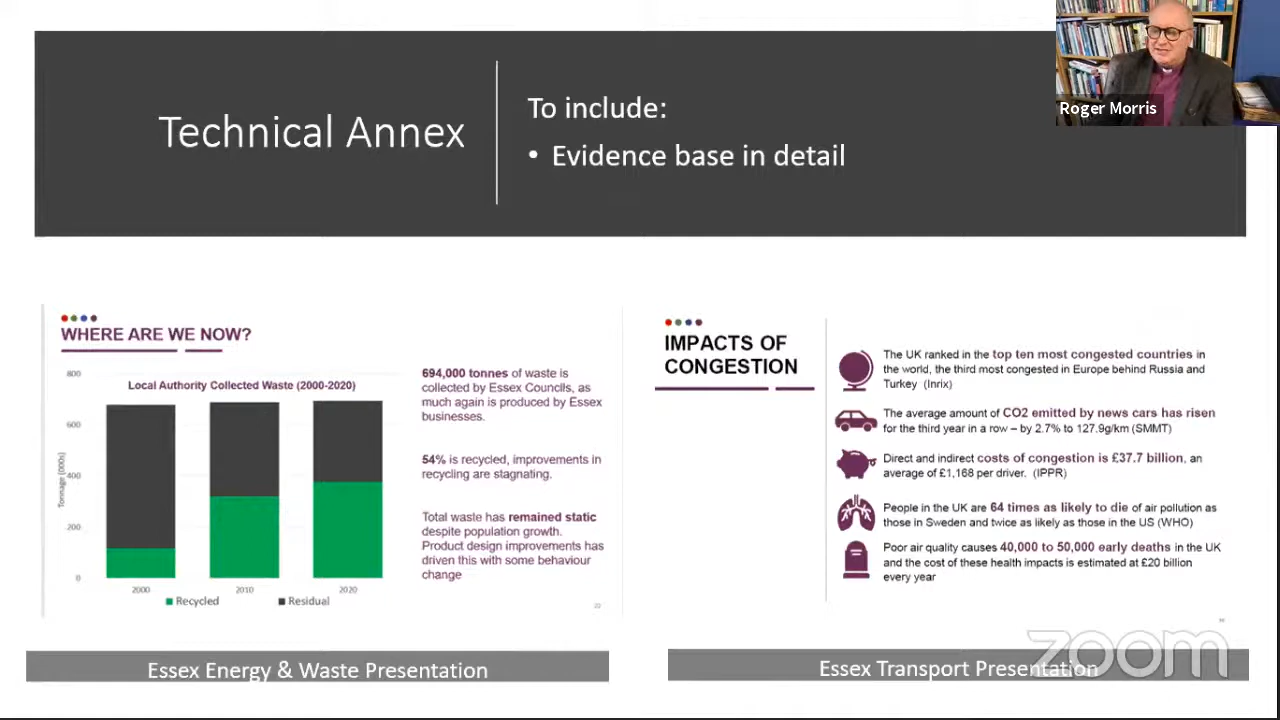 Technical Annex
To include:
• Evidence base in detail
Roger Morris
WHERE ARE WE NOW?
Local Authority Collected Waste (2000-2020)
Tonnage (000s)
800
600
400
200
0
2000
2010
2020
Recycled
Residual
694,000 tonnes of waste is
collected by Essex Councils, as
much again is produced by Essex
businesses.
54% is recycled, improvements in
recycling are stagnating.
Total waste has remained static
despite population growth.
Product design improvements has
driven this with some behaviour
change
Essex Energy & Waste Presentation
IMPACTS OF
CONGESTION
The UK ranked in the top ten most congested countries in
the world, the third most congested in Europe behind Russia and
Turkey (Inrix)
The average amount of CO2 emitted by news cars has risen
for the third year in a row – by 2.7% to 127.9g/km (SMMT)
Direct and indirect costs of congestion is £37.7 billion, an
average of £1,168 per driver. (IPPR)
People in the UK are 64 times as likely to die of air pollution as
those in Sweden and twice as likely as those in the US (WHO)
Poor air quality causes 40,000 to 50,000 early deaths in the UK
and the cost of these health impacts is estimated at £20 billion
every year
Essex Transport Presentation
zoom